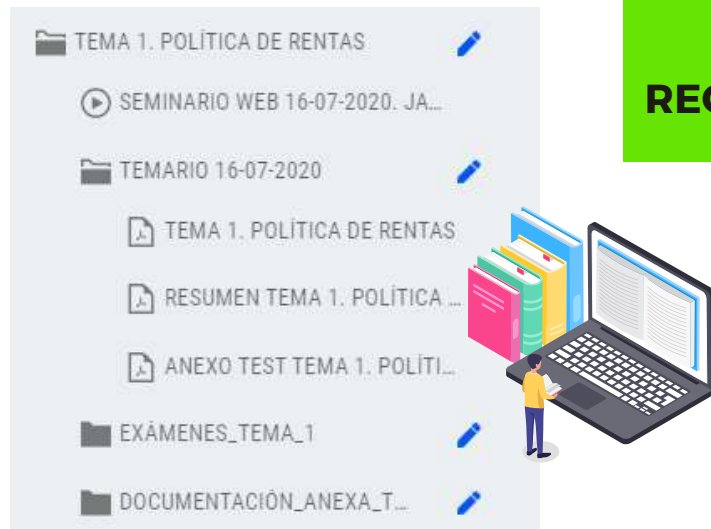 TEMA 1. POLÍTICA DE RENTAS
SEMINARIO WEB 16-07-2020. JA...
TEMARIO 16-07-2020
TEMA 1. POLÍTICA DE RENTAS
RESUMEN TEMA 1. POLÍTICA ...
ANEXO TEST TEMA 1. POLÍTI...
EXÁMENES_TEMA_1
DOCUMENTACIÓN_ANEXA_T...